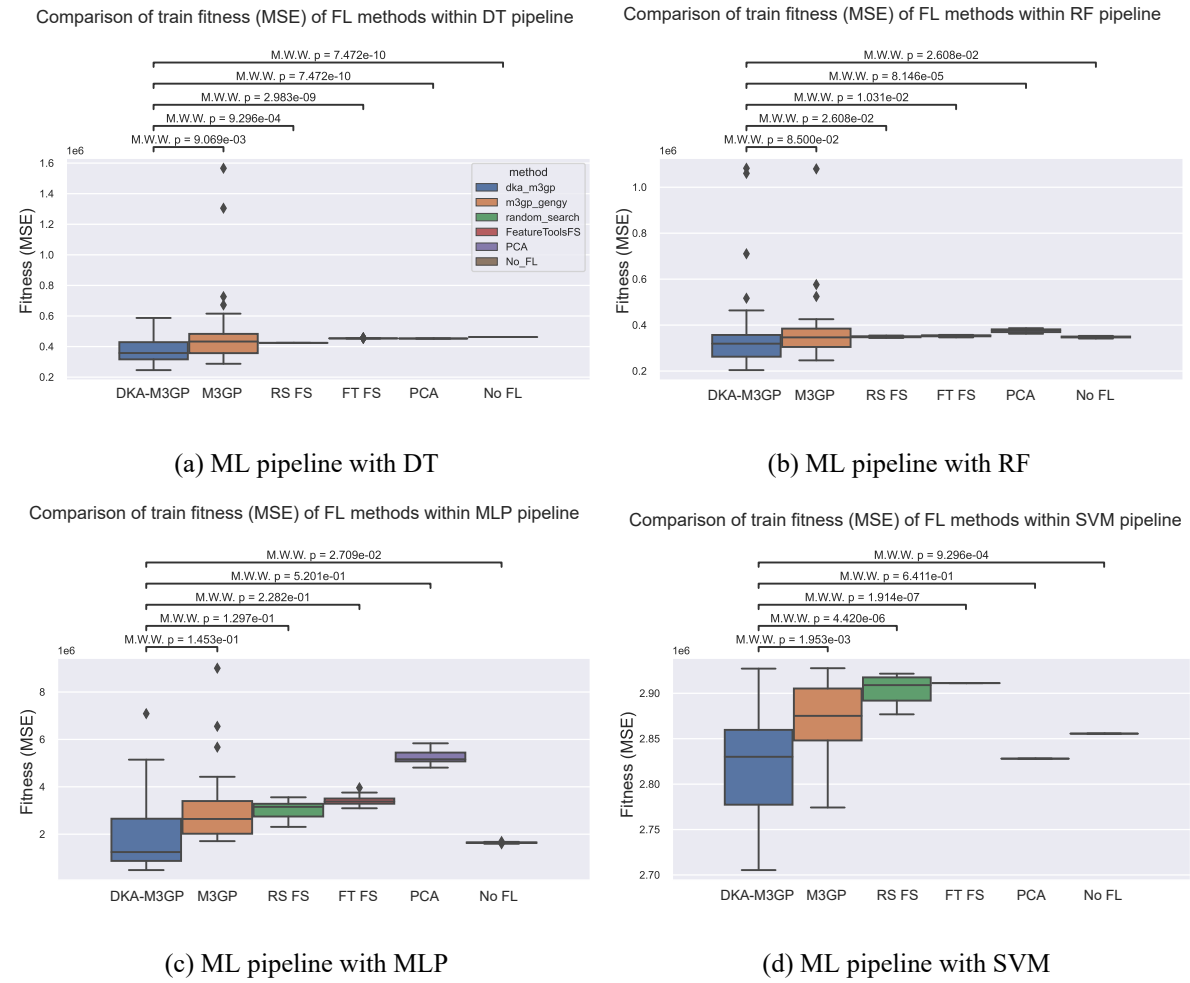 Comparison of train fitness (MSE) of FL methods within DT pipeline
M.W.W. p = 7.472e-10
M.W.W. p = 7.472e-10
M.W.W. p = 2.983e-09
M.W.W. p = 9.296e-04
M.W.W. p = 9.069e-03
1e6
1.6
1.4
1.2
1.0
0.8
0.6
0.4
0.2
Fitness (MSE)
method
dka_m3gp
m3gp_gengy
random_search
FeatureToolsFS
PCA
No_FL
DKA-M3GP M3GP RS FS FT FS PCA No FL
(a) ML pipeline with DT
Comparison of train fitness (MSE) of FL methods within RF pipeline
M.W.W. p = 2.608e-02
M.W.W. p = 8.146e-05
M.W.W. p = 1.031e-02
M.W.W. p = 2.608e-02
M.W.W. p = 8.500e-02
1e6
1.0
0.8
0.6
0.4
0.2
Fitness (MSE)
DKA-M3GP M3GP RS FS FT FS PCA No FL
(b) ML pipeline with RF
Comparison of train fitness (MSE) of FL methods within MLP pipeline
M.W.W. p = 2.709e-02
M.W.W. p = 5.201e-01
M.W.W. p = 2.282e-01
M.W.W. p = 1.297e-01
M.W.W. p = 1.453e-01
1e6
8
6
4
2
Fitness (MSE)
DKA-M3GP M3GP RS FS FT FS PCA No FL
(c) ML pipeline with MLP
Comparison of train fitness (MSE) of FL methods within SVM pipeline
M.W.W. p = 9.296e-04
M.W.W. p = 6.411e-01
M.W.W. p = 1.914e-07
M.W.W. p = 4.420e-06
M.W.W. p = 1.953e-03
1e6
2.90
2.85
2.80
2.75
2.70
Fitness (MSE)
DKA-M3GP M3GP RS FS FT FS PCA No FL
(d) ML pipeline with SVM